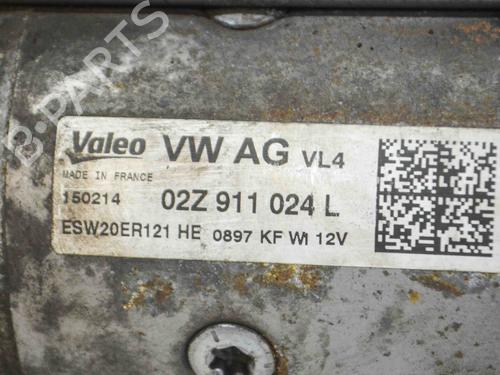 B-PARTS
Valeo VW AG VL4
MADE IN FRANCE
150214 02Z 911 024 L
ESW20ER121 HE 0897 KF WI 12V